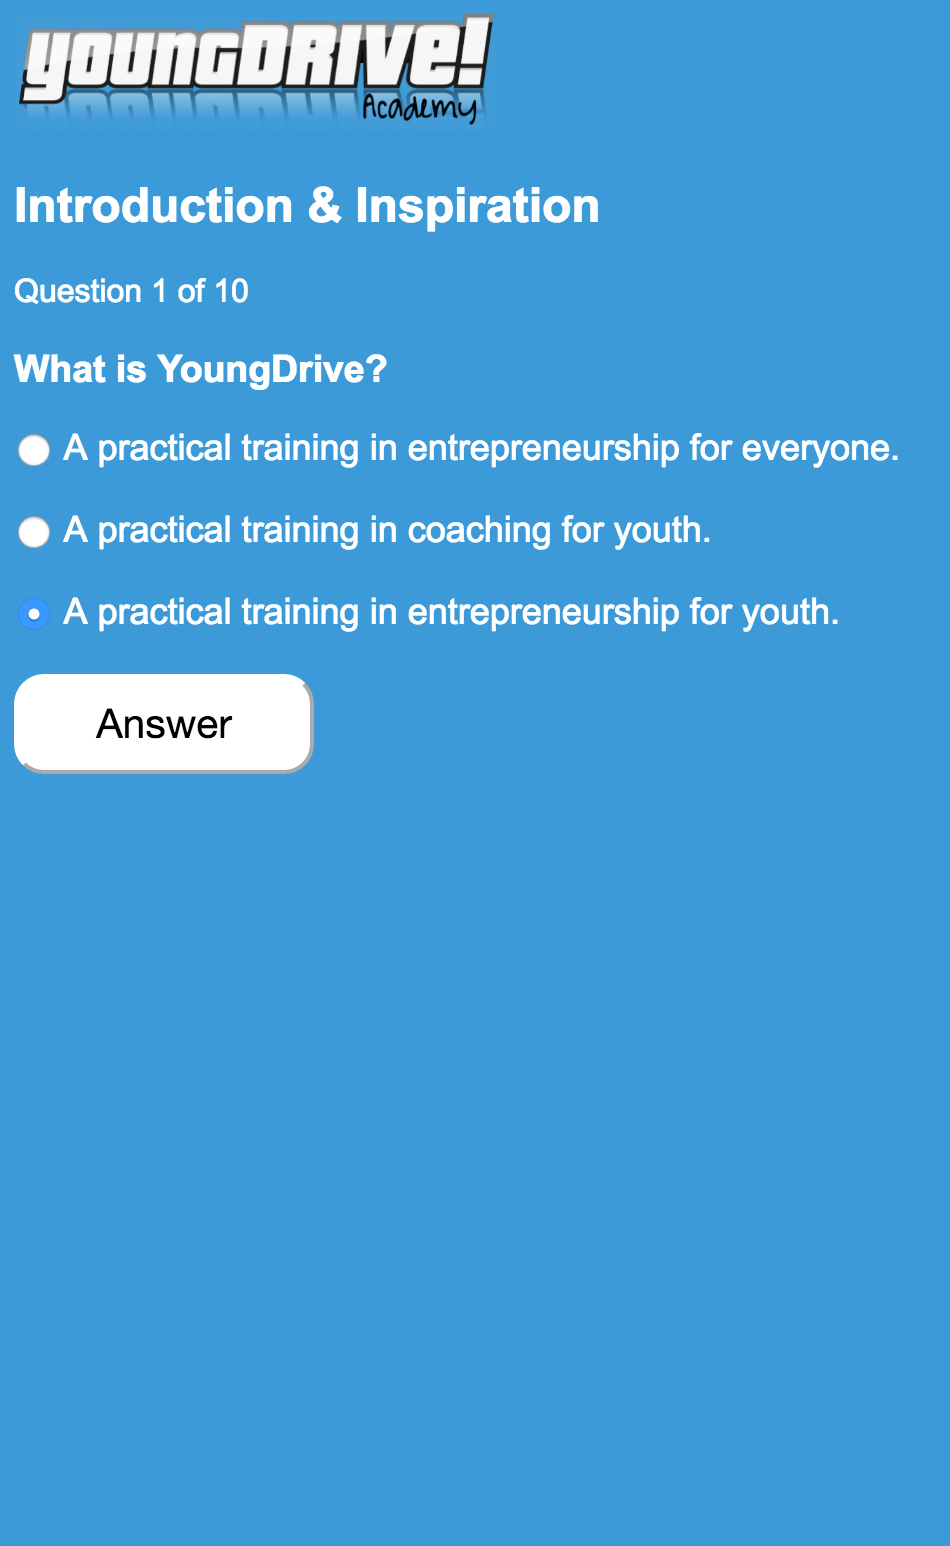 youngDRIVE!
Academy
Introduction & Inspiration
Question 1 of 10
What is YoungDrive?
A practical training in entrepreneurship for everyone.
A practical training in coaching for youth.
A practical training in entrepreneurship for youth.
Answer